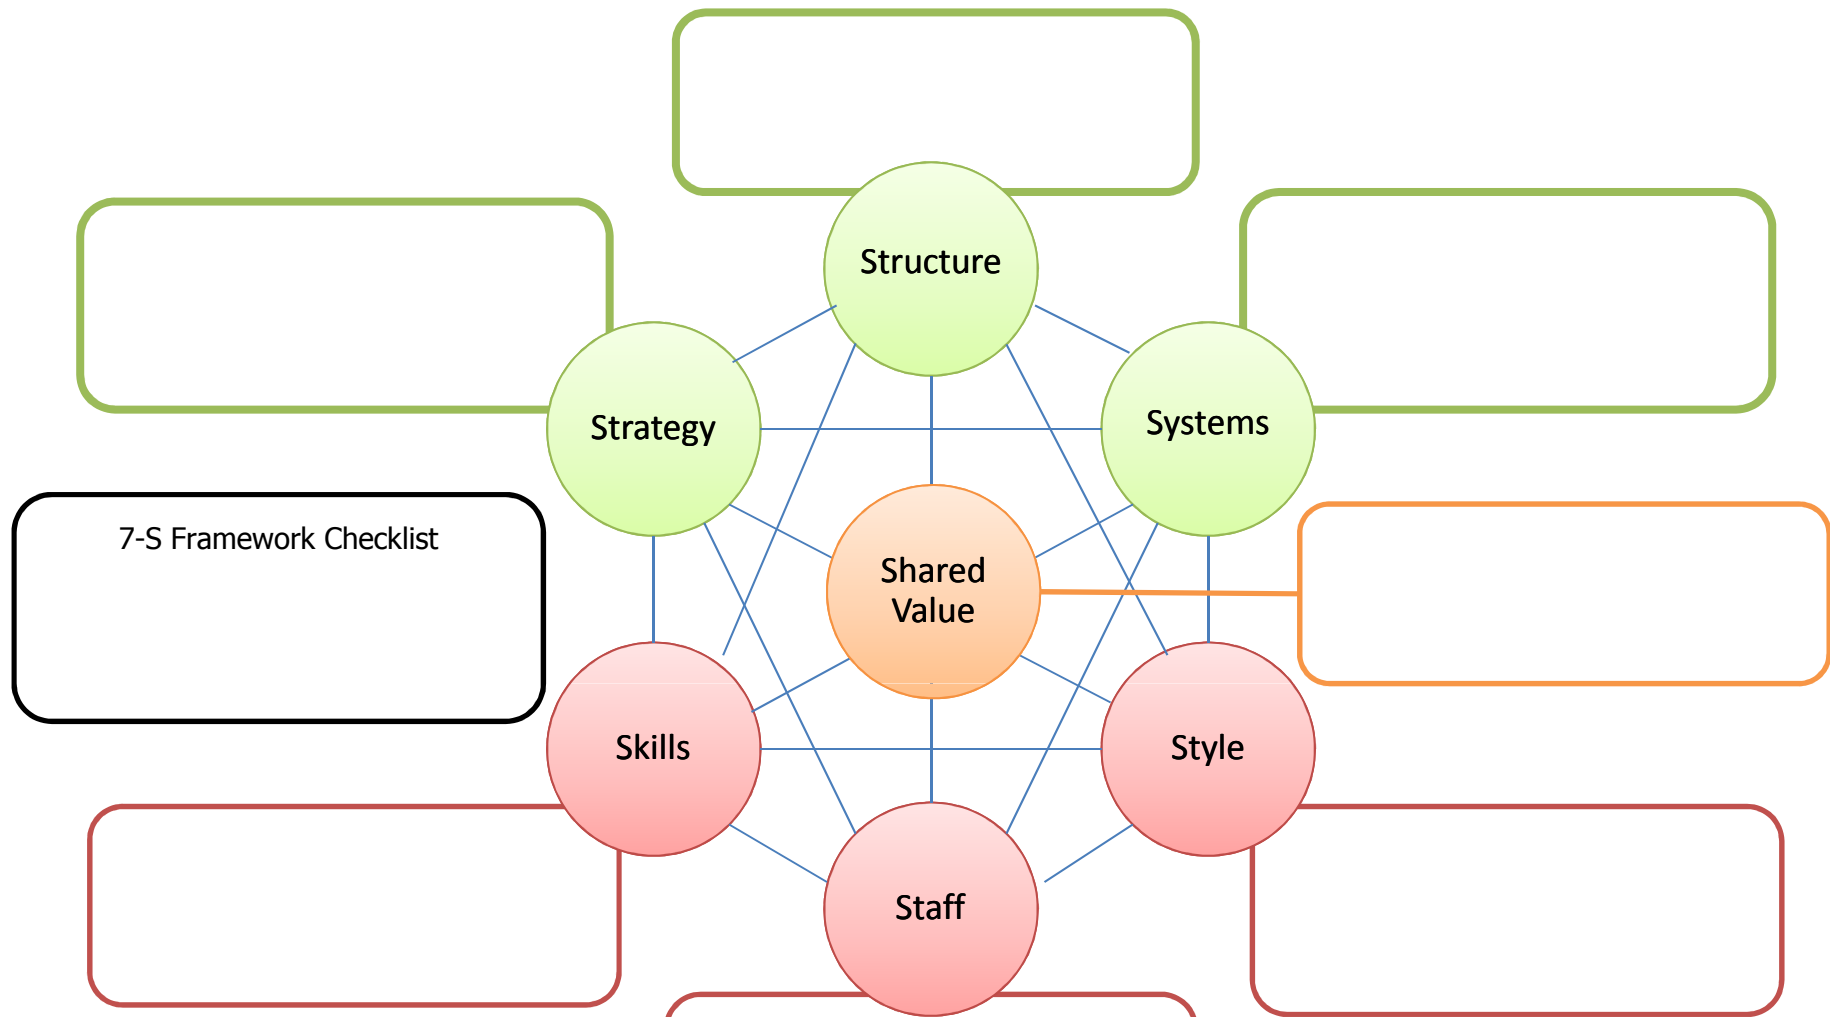 Structure
Strategy
Systems
7-S Framework Checklist
Shared
Value
Skills
Style
Staff